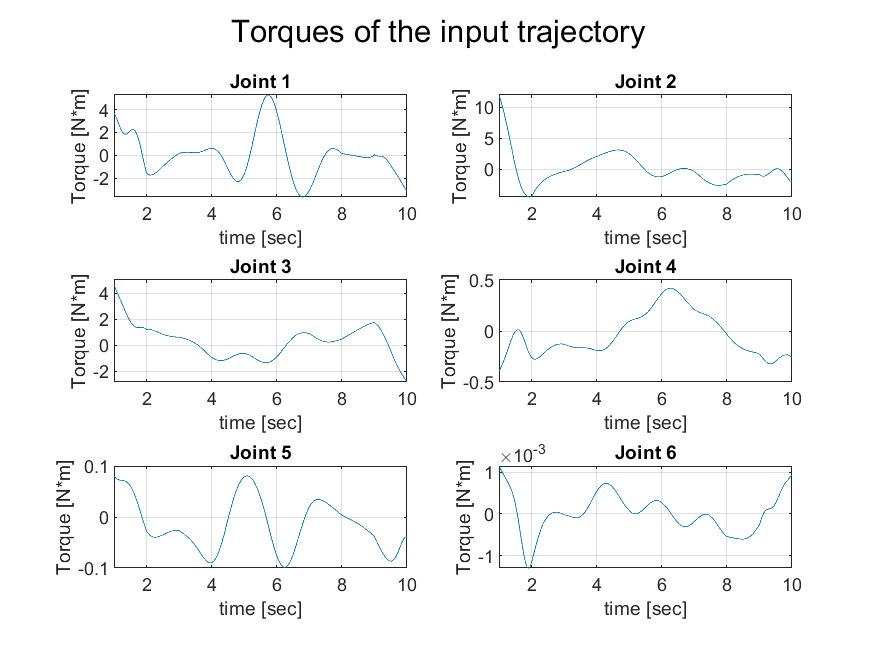 Torques of the input trajectory
Joint 1
Torque [N*m]
4
2
0
-2
2 4 6 8 10
time [sec]
Joint 2
Torque [N*m]
10
5
0
2 4 6 8 10
time [sec]
Joint 3
Torque [N*m]
4
2
0
-2
2 4 6 8 10
time [sec]
Joint 4
Torque [N*m]
0.5
0
-0.5
2 4 6 8 10
time [sec]
Joint 5
Torque [N*m]
0.1
0
-0.1
2 4 6 8 10
time [sec]
Joint 6
×10⁻³
Torque [N*m]
1
0
-1
2 4 6 8 10
time [sec]